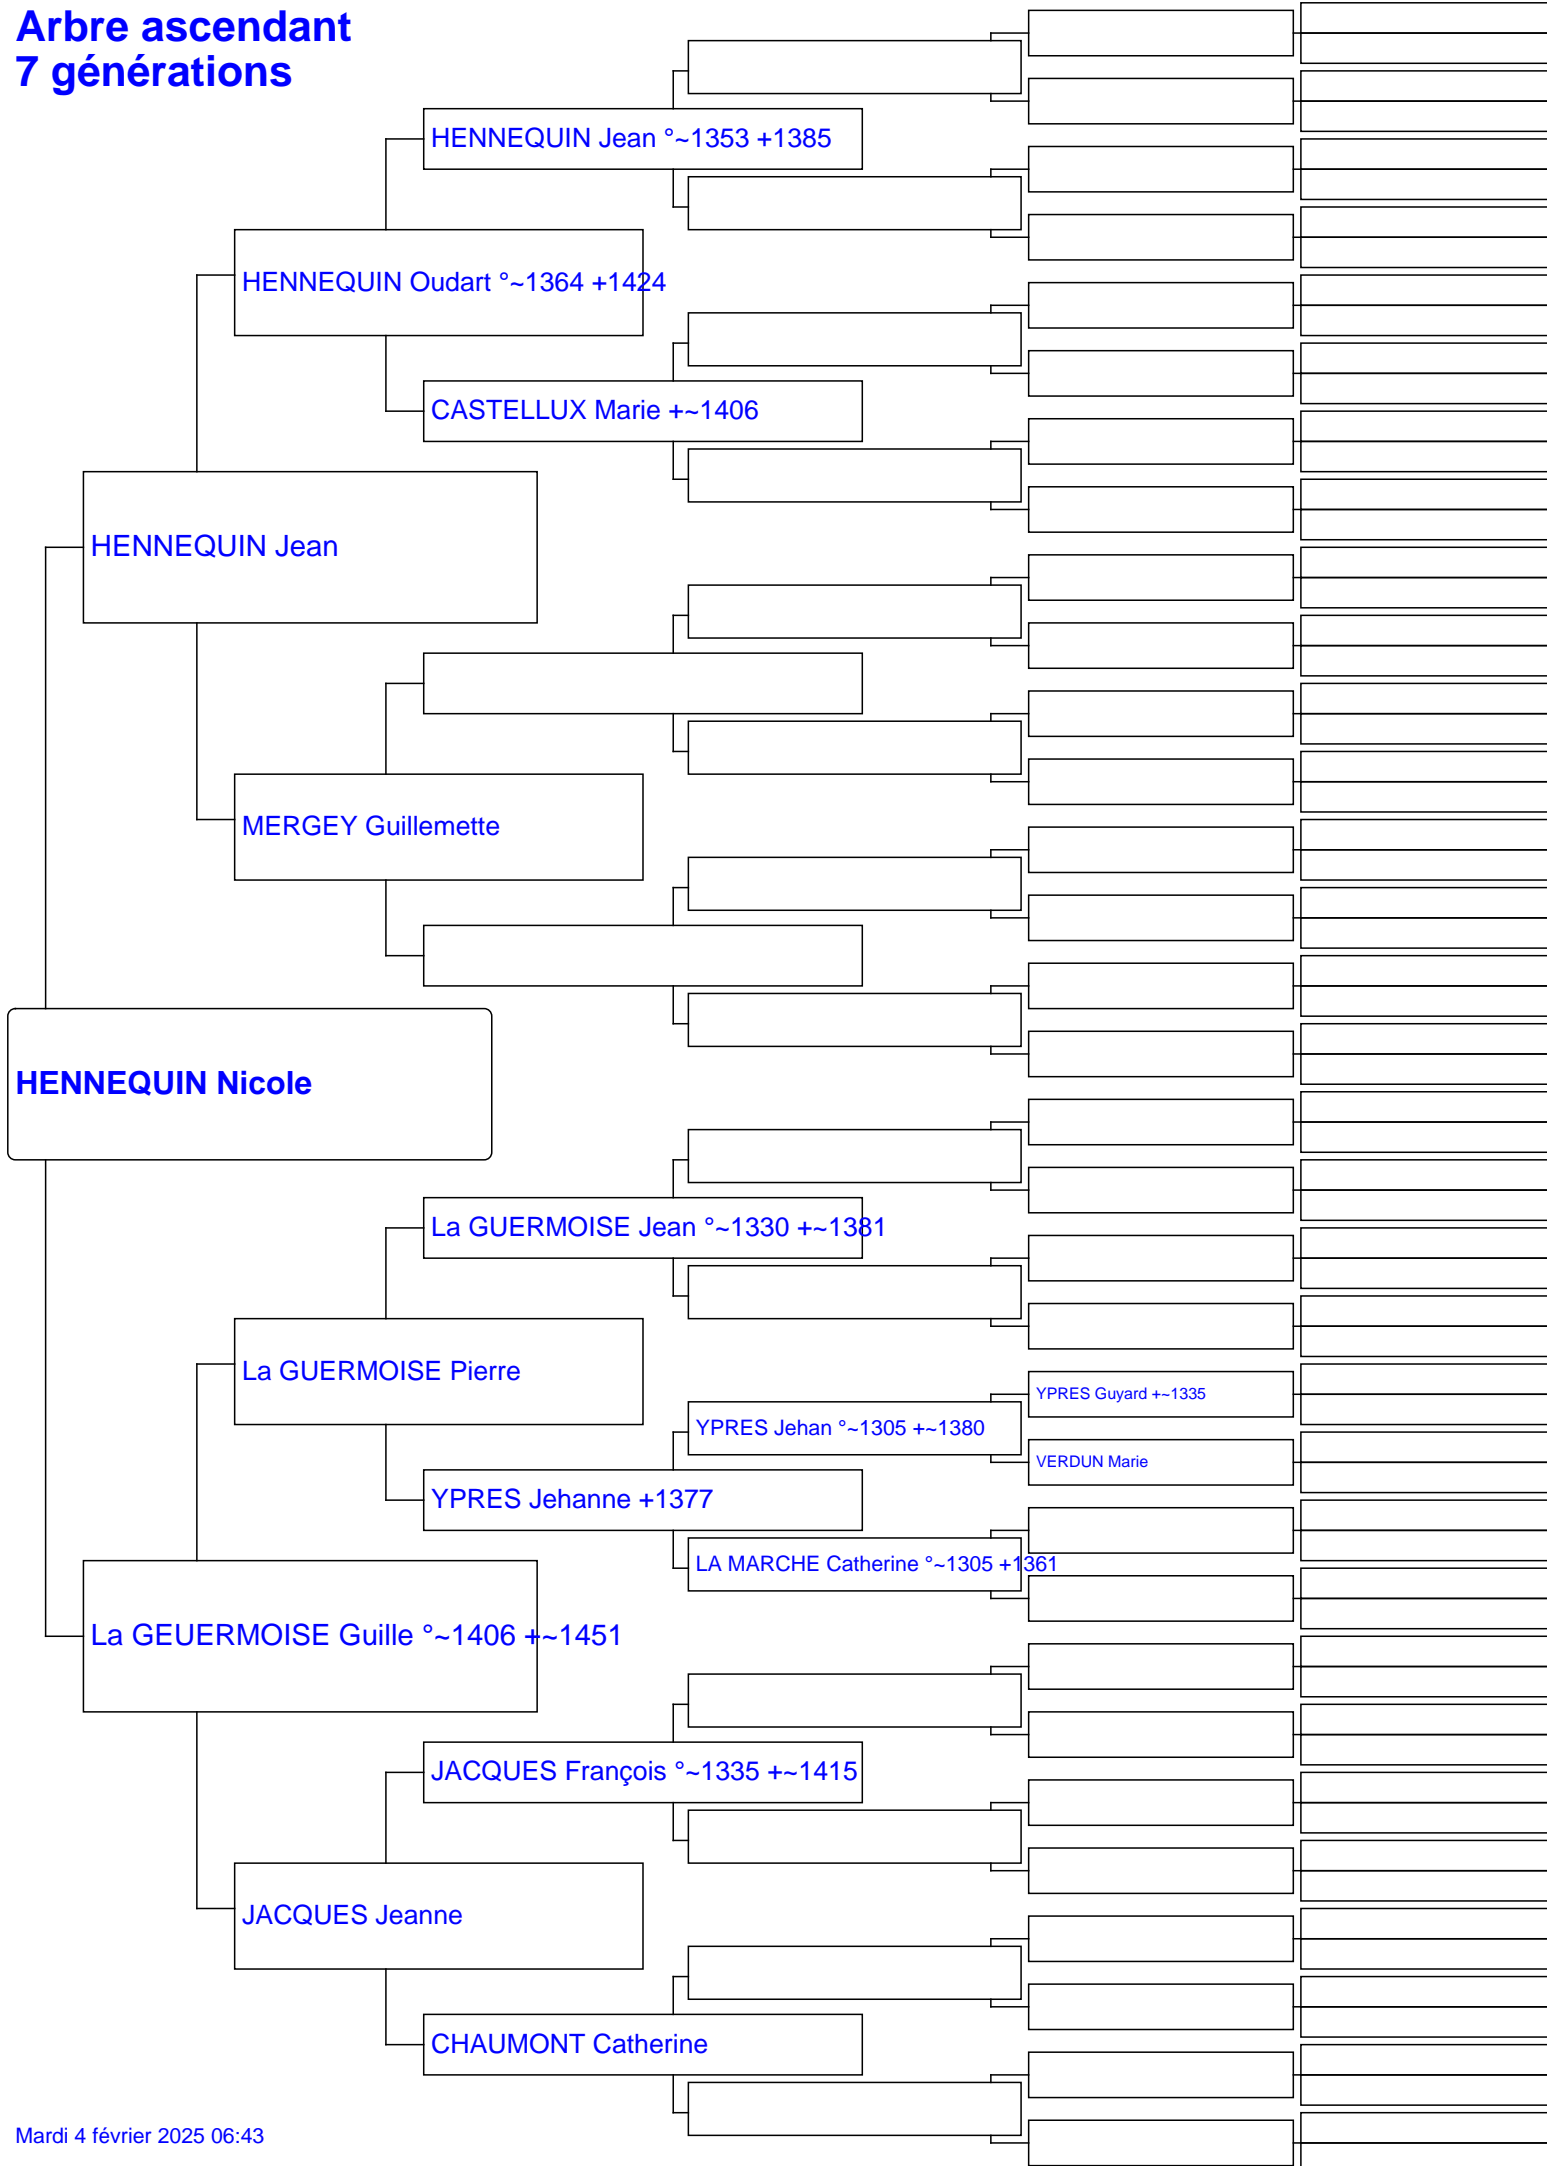 Arbre ascendant
7 générations
HENNEQUIN Jean °~1353 +1385
HENNEQUIN Oudart °~1364 +1424
CASTELLUX Marie +~1406
HENNEQUIN Jean
MERGEY Guillemette
HENNEQUIN Nicole
La GUERMOISE Jean °~1330 +~1381
La GUERMOISE Pierre
YPRES Guyard +~1335
YPRES Jehan °~1305 +~1380
VERDUN Marie
YPRES Jehanne +1377
LA MARCHE Catherine °~1305 +1361
La GEUERMOISE Guille °~1406 +~1451
JACQUES François °~1335 +~1415
JACQUES Jeanne
CHAUMONT Catherine
Mardi 4 février 2025 06:43